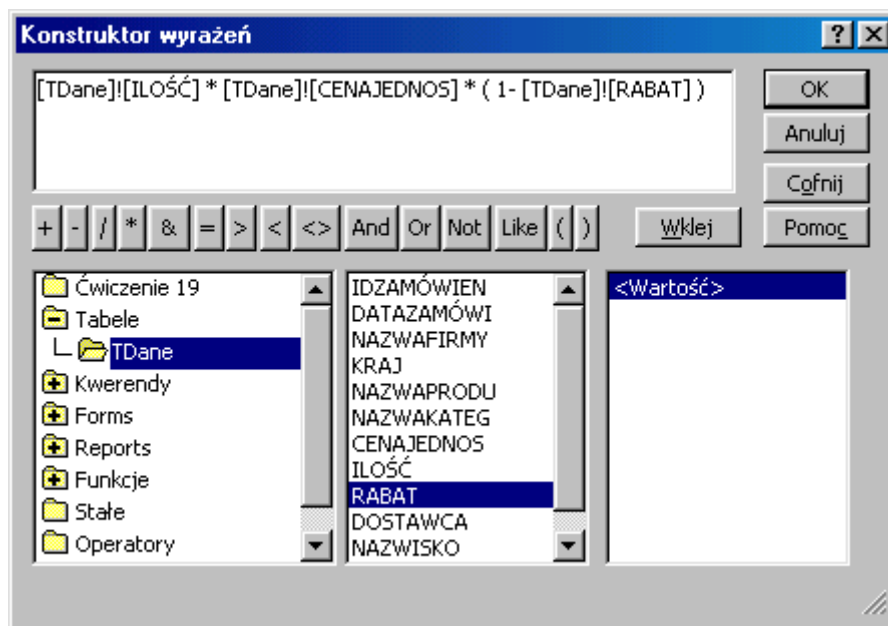 Konstruktor wyrażeń
[TDane]![ILOŚĆ] * [TDane]![CENAJEDNOS] * ( 1- [TDane]![RABAT] )
OK
Anuluj
Cofnij
+ - / * & = > < <> And Or Not Like ( ) Wklej Pomoc
Ćwiczenie 19
Tabele
TDane
Kwerendy
Forms
Reports
Funkcje
Stałe
Operatory
IDZAMÓWIEN
DATAZAMÓWI
NAZWAFIRMY
KRAJ
NAZWAPRODU
NAZWAKATEG
CENAJEDNOS
ILOŚĆ
RABAT
DOSTAWCA
NAZWISKO
<Wartość>